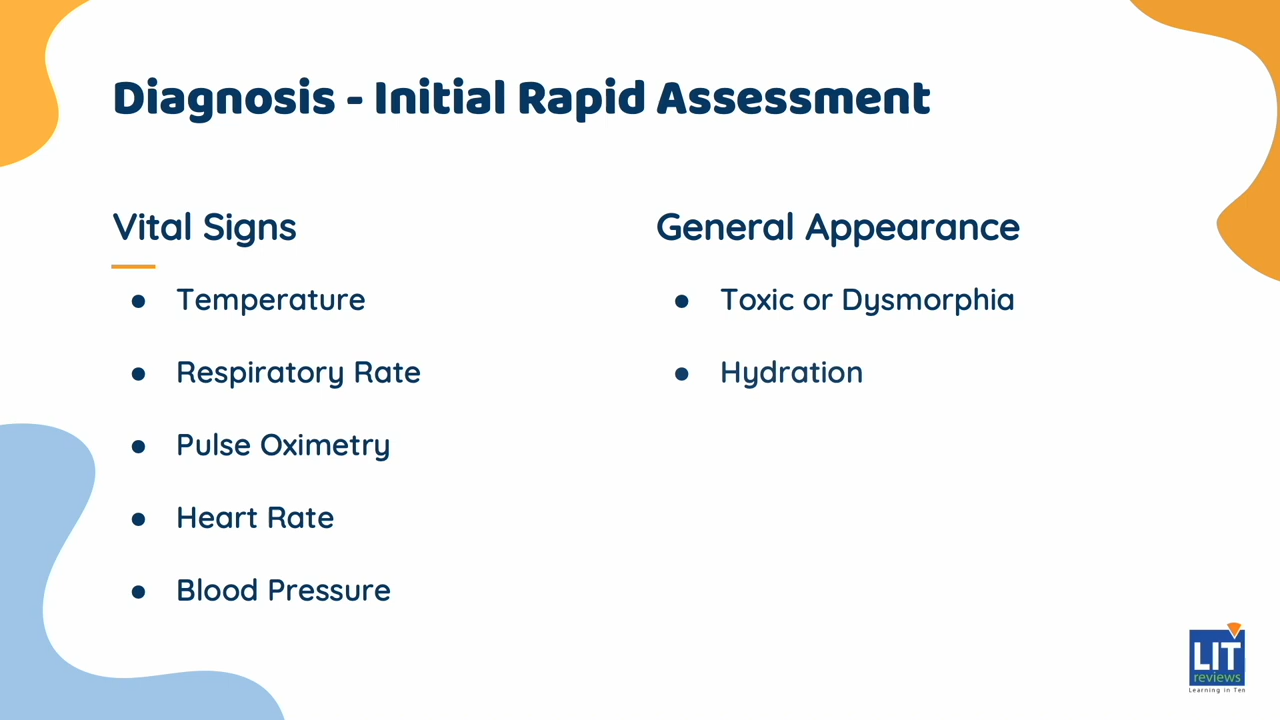 Diagnosis - Initial Rapid Assessment
Vital Signs
● Temperature
● Respiratory Rate
● Pulse Oximetry
● Heart Rate
● Blood Pressure
General Appearance
● Toxic or Dysmorphia
● Hydration
LIT
reviews
Learning in Ten